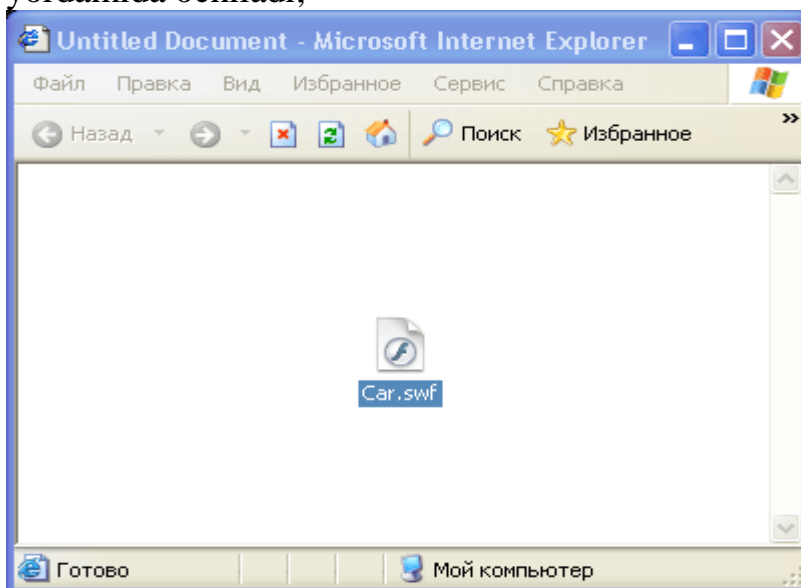 Untitled Document - Microsoft Internet Explorer
Файл Правка Вид Избранное Сервис Справка
Назад Поиск Избранное »
Car.swf
Готово Мой компьютер